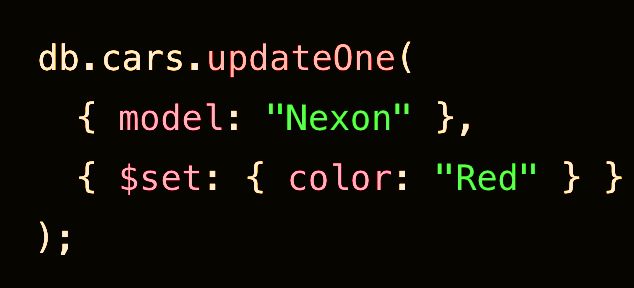 db.cars.updateOne(
{ model: "Nexon" },
{ $set: { color: "Red" } }
);